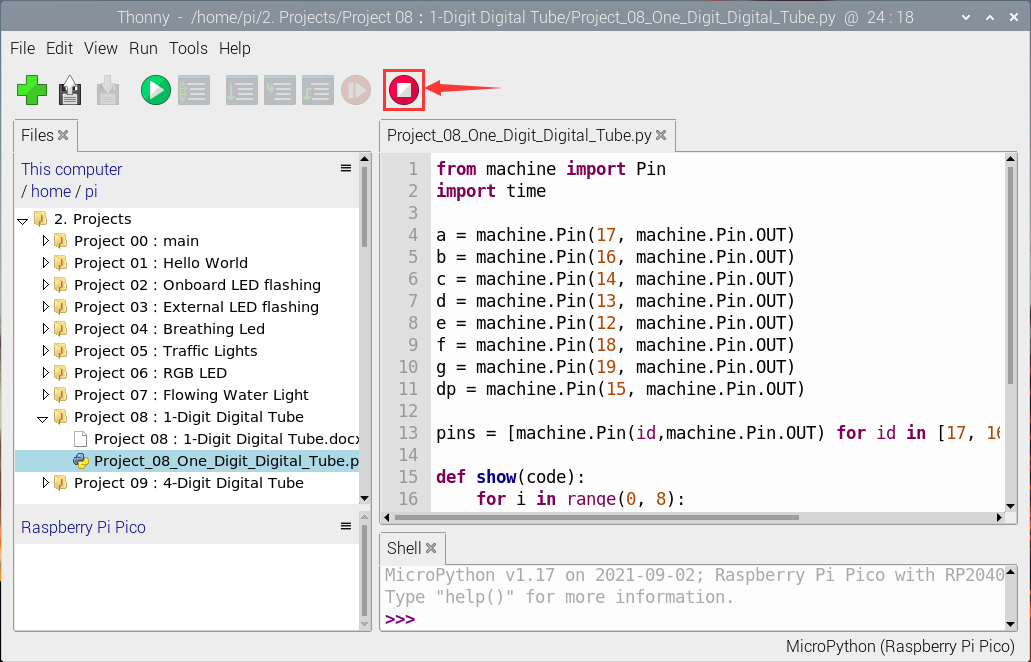 Thonny - /home/pi/2. Projects/Project 08 : 1-Digit Digital Tube/Project_08_One_Digit_Digital_Tube.py @ 24 : 18
File Edit View Run Tools Help
Files
This computer
/ home / pi
2. Projects
Project 00 : main
Project 01 : Hello World
Project 02 : Onboard LED flashing
Project 03 : External LED flashing
Project 04 : Breathing Led
Project 05 : Traffic Lights
Project 06 : RGB LED
Project 07 : Flowing Water Light
Project 08 : 1-Digit Digital Tube
Project 08 : 1-Digit Digital Tube.docx
Project_08_One_Digit_Digital_Tube.p
Project 09 : 4-Digit Digital Tube
Raspberry Pi Pico
Project_08_One_Digit_Digital_Tube.py
1 from machine import Pin
2 import time
3
4 a = machine.Pin(17, machine.Pin.OUT)
5 b = machine.Pin(16, machine.Pin.OUT)
6 c = machine.Pin(14, machine.Pin.OUT)
7 d = machine.Pin(13, machine.Pin.OUT)
8 e = machine.Pin(12, machine.Pin.OUT)
9 f = machine.Pin(18, machine.Pin.OUT)
10 g = machine.Pin(19, machine.Pin.OUT)
11 dp = machine.Pin(15, machine.Pin.OUT)
12
13 pins = [machine.Pin(id,machine.Pin.OUT) for id in [17, 16
14
15 def show(code):
16 for i in range(0, 8):
Shell
MicroPython v1.17 on 2021-09-02; Raspberry Pi Pico with RP2040
Type "help()" for more information.
>>>
MicroPython (Raspberry Pi Pico)